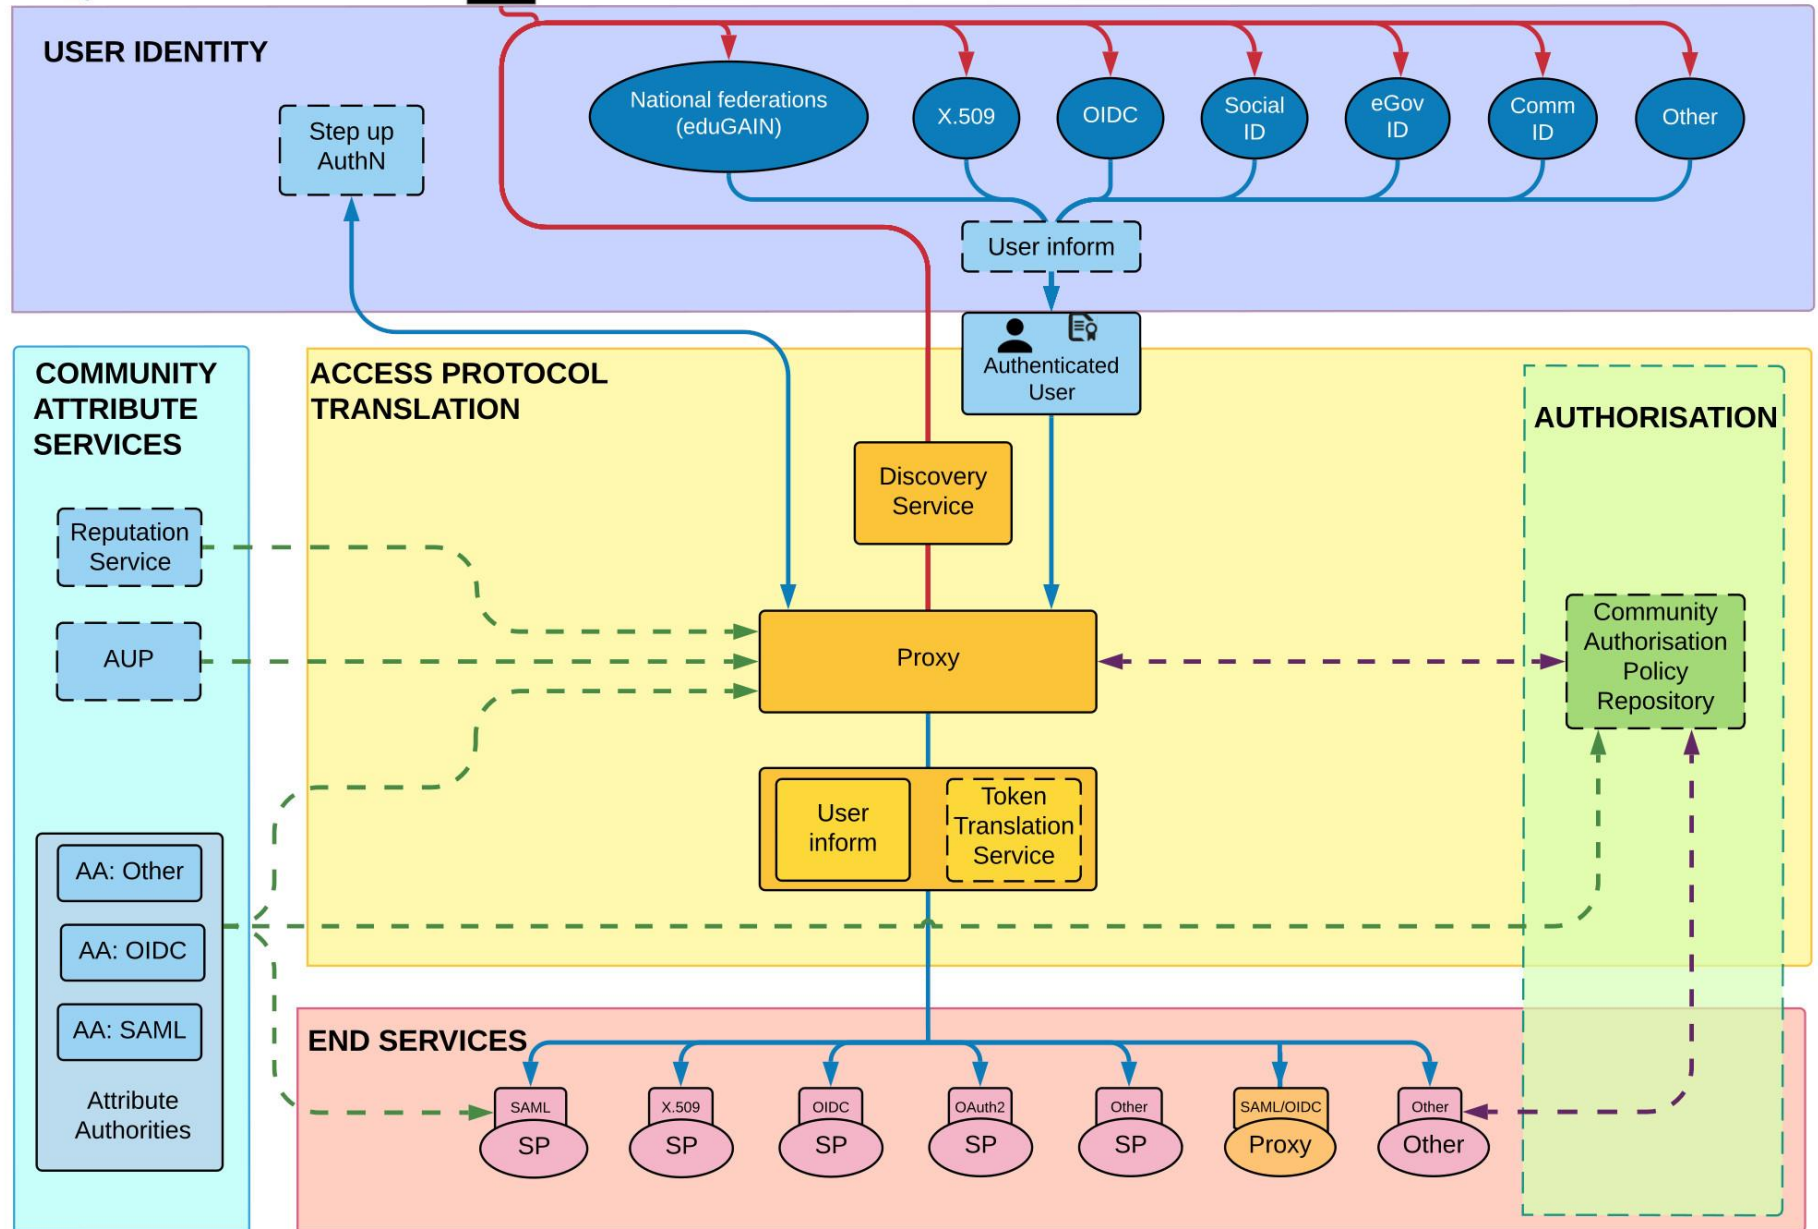 USER IDENTITY
National federations
(eduGAIN)
X.509
OIDC
Social
ID
eGov
ID
Comm
ID
Other
Step up
AuthN
User inform
Authenticated
User
COMMUNITY
ATTRIBUTE
SERVICES
ACCESS PROTOCOL
TRANSLATION
AUTHORISATION
Discovery
Service
Reputation
Service
AUP
Proxy
Community
Authorisation
Policy
Repository
User
inform
Token
Translation
Service
AA: Other
AA: OIDC
AA: SAML
Attribute
Authorities
END SERVICES
SAML
SP
X.509
SP
OIDC
SP
OAuth2
SP
Other
SP
SAML/OIDC
Proxy
Other
Other